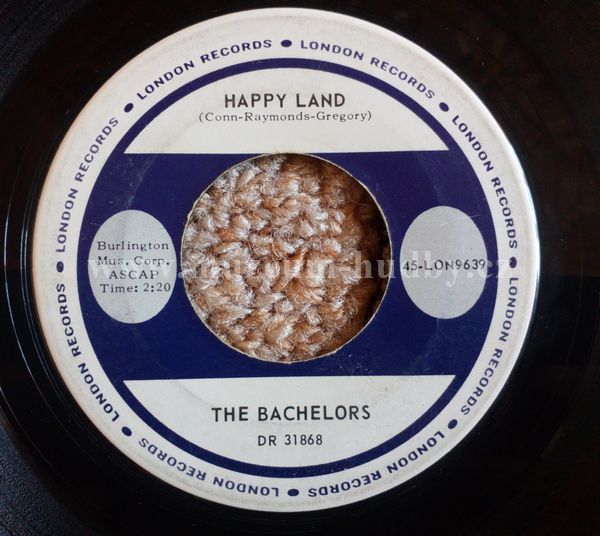 LONDON RECORDS ● LONDON RECORDS ● LONDON RECORDS ● LONDON RECORDS ● LONDON RECORDS ● LONDON RECORDS ● LONDON RECORDS ● LONDON RECORDS ●
HAPPY LAND
(Conn-Raymonds-Gregory)
Burlington
Mus. Corp.
ASCAP
Time: 2:20
45-LON9639
THE BACHELORS
DR 31868